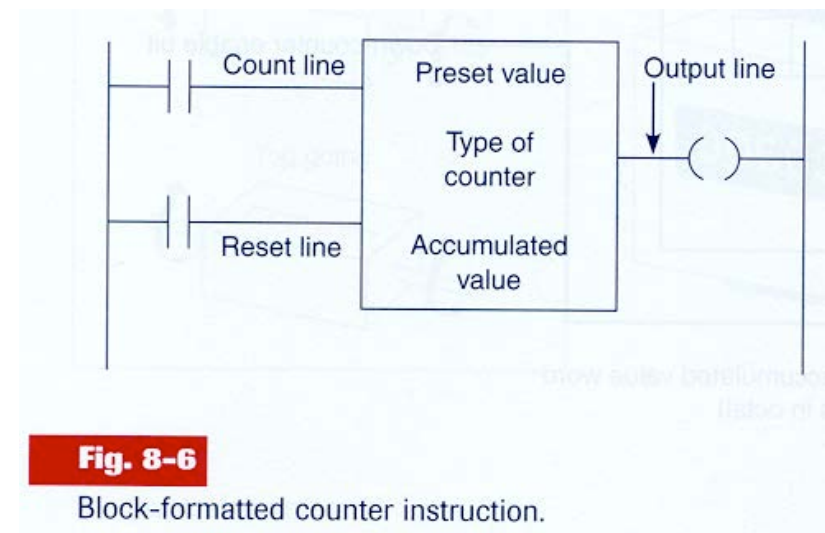 Count line
Preset value
Output line
Type of
counter
Reset line
Accumulated
value
Fig. 8-6
Block-formatted counter instruction.